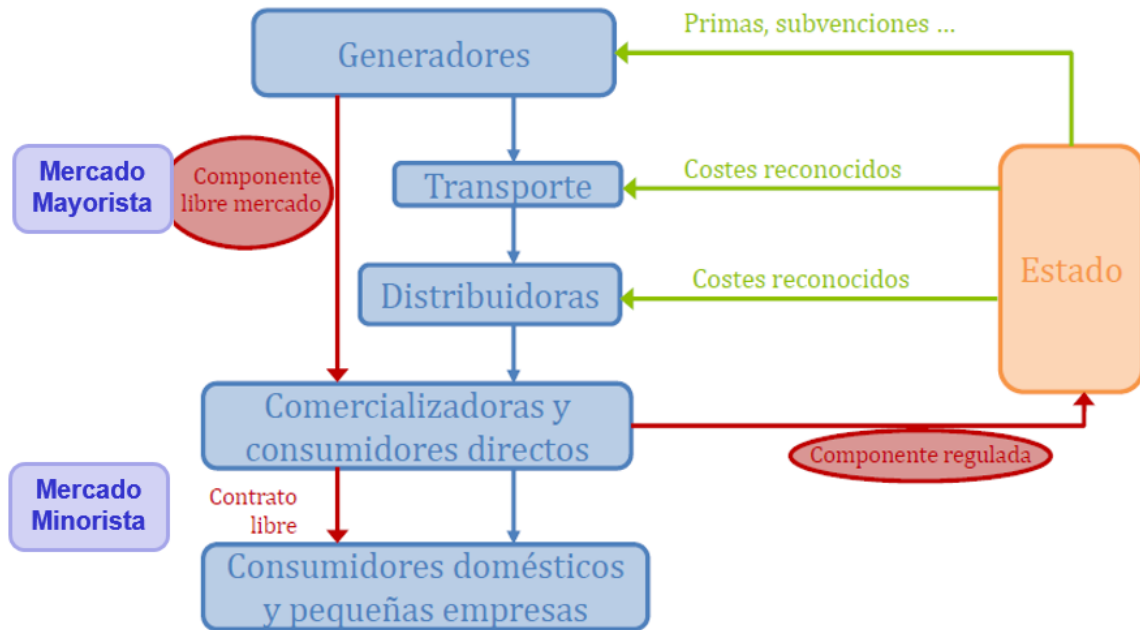 Primas, subvenciones ...
Generadores
Mercado
Mayorista
Componente
libre mercado
Transporte
Costes reconocidos
Estado
Distribuidoras
Costes reconocidos
Comercializadoras y
consumidores directos
Componente regulada
Mercado
Minorista
Contrato
libre
Consumidores domésticos
y pequeñas empresas